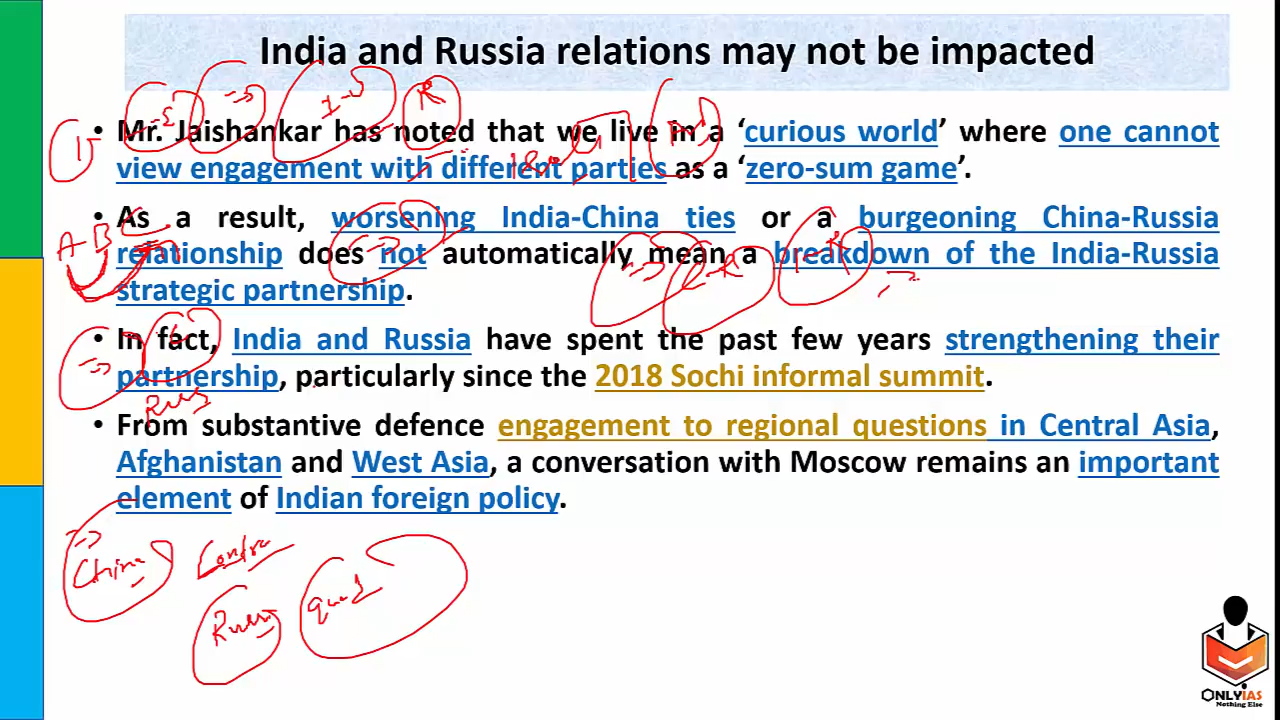 India and Russia relations may not be impacted
• Mr. Jaishankar has noted that we live in a ‘curious world’ where one cannot
view engagement with different parties as a ‘zero-sum game’.
• As a result, worsening India-China ties or a burgeoning China-Russia
relationship does not automatically mean a breakdown of the India-Russia
strategic partnership.
• In fact, India and Russia have spent the past few years strengthening their
partnership, particularly since the 2018 Sochi informal summit.
• From substantive defence engagement to regional questions in Central Asia,
Afghanistan and West Asia, a conversation with Moscow remains an important
element of Indian foreign policy.
A B C
China
quad
ONLYIAS
Nothing Else